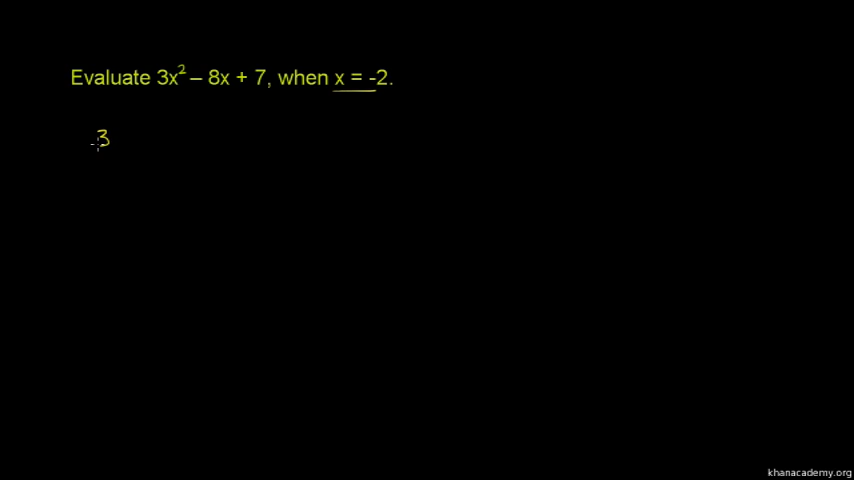 Evaluate 3x² – 8x + 7, when x = -2.
3
khanacademy.org